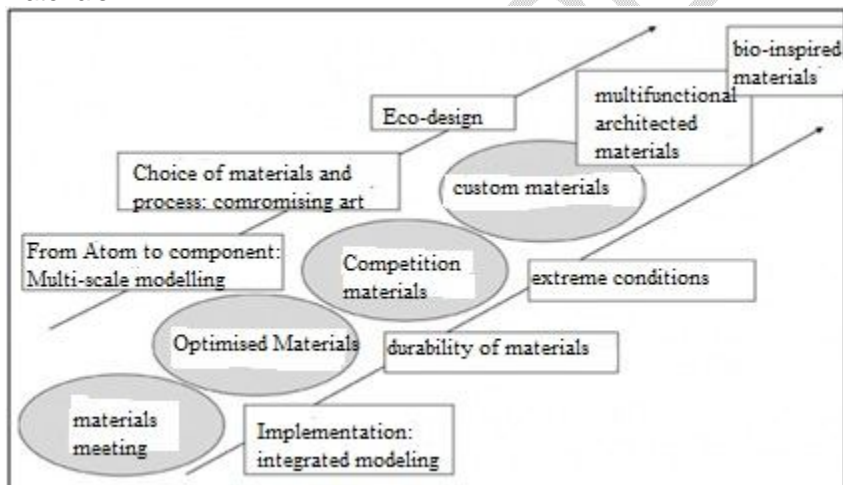 bio-inspired
materials
multifunctional
architected
materials
Eco-design
Choice of materials and
process: comromising art
custom materials
From Atom to component:
Multi-scale modelling
Competition
materials
extreme conditions
Optimised Materials
durability of materials
materials
meeting
Implementation:
integrated modeling